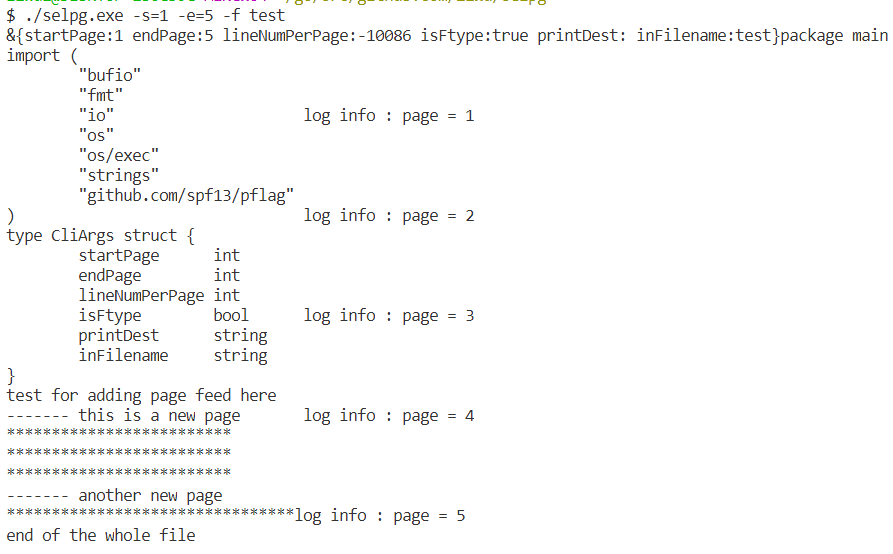 $ ./selpg.exe -s=1 -e=5 -f test
&{startPage:1 endPage:5 lineNumPerPage:-10086 isFtype:true printDest: inFilename:test}package main
import (
        "bufio"
        "fmt"
        "io"                     log info : page = 1
        "os"
        "os/exec"
        "strings"
        "github.com/spf13/pflag"
)                                log info : page = 2
type CliArgs struct {
        startPage      int
        endPage        int
        lineNumPerPage int
        isFtype        bool      log info : page = 3
        printDest      string
        inFilename     string
}
test for adding page feed here
------- this is a new page       log info : page = 4
*************************
*************************
*************************
------- another new page
********************************log info : page = 5
end of the whole file